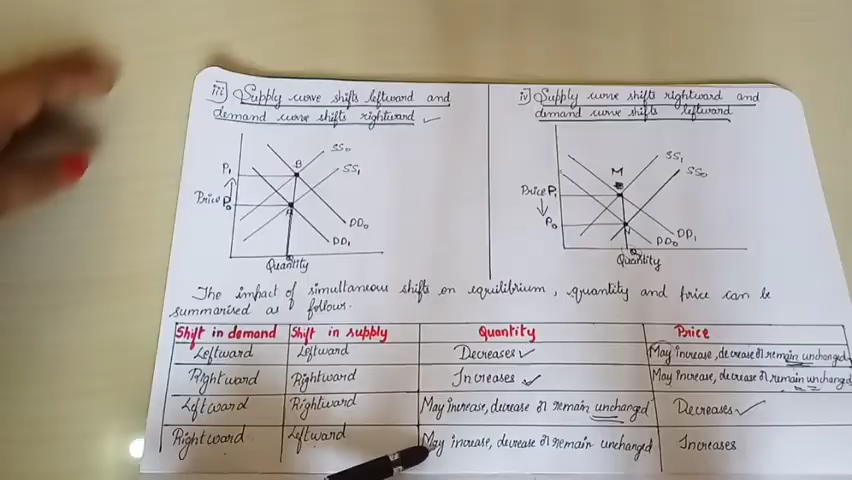 iii) Supply curve shifts leftward and
demand curve shifts rightward
P1
Price P0
B
A
SS0
SS1
DD0
DD1
Quantity
iv) Supply curve shifts rightward and
demand curve shifts leftward
Price P1
P0
M
N
SS1
SS0
DD1
DD0
Quantity
The impact of simultaneous shifts on equilibrium, quantity and price can be
summarised as follows.
Shift in demand Shift in supply Quantity Price
Leftward Leftward Decreases May increase, decrease or remain unchanged
Rightward Rightward Increases May increase, decrease or remain unchanged
Leftward Rightward May increase, decrease or remain unchanged Decreases
Rightward Leftward May increase, decrease or remain unchanged Increases